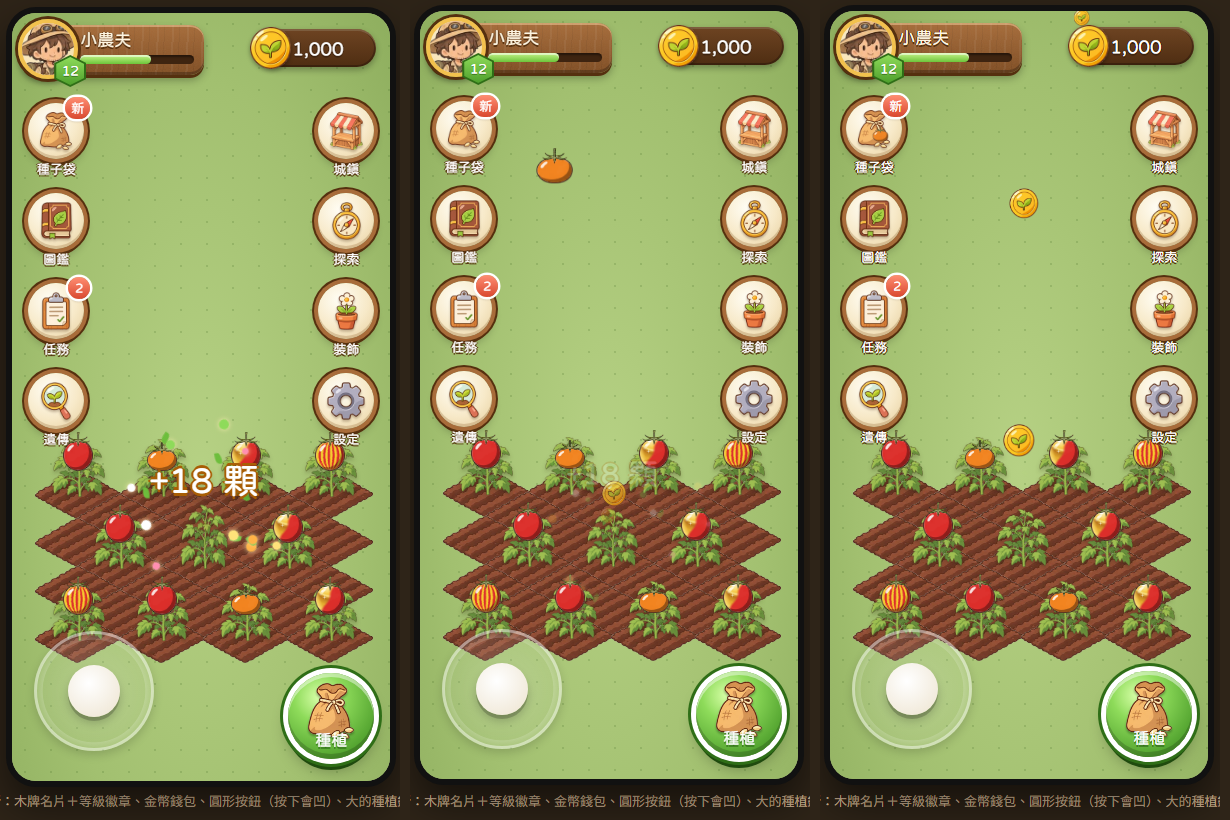 小農夫
12
1,000
新
種子袋
城鎮
圖鑑
探索
2
任務
裝飾
遺傳
設定
+18 顆
種植
：木牌名片＋等級徽章、金幣錢包、圓形按鈕（按下會凹）、大的種植
小農夫
12
1,000
新
種子袋
城鎮
圖鑑
探索
2
任務
裝飾
遺傳
設定
種植
：木牌名片＋等級徽章、金幣錢包、圓形按鈕（按下會凹）、大的種植
小農夫
12
1,000
新
種子袋
城鎮
圖鑑
探索
2
任務
裝飾
遺傳
設定
種植
：木牌名片＋等級徽章、金幣錢包、圓形按鈕（按下會凹）、大的種植